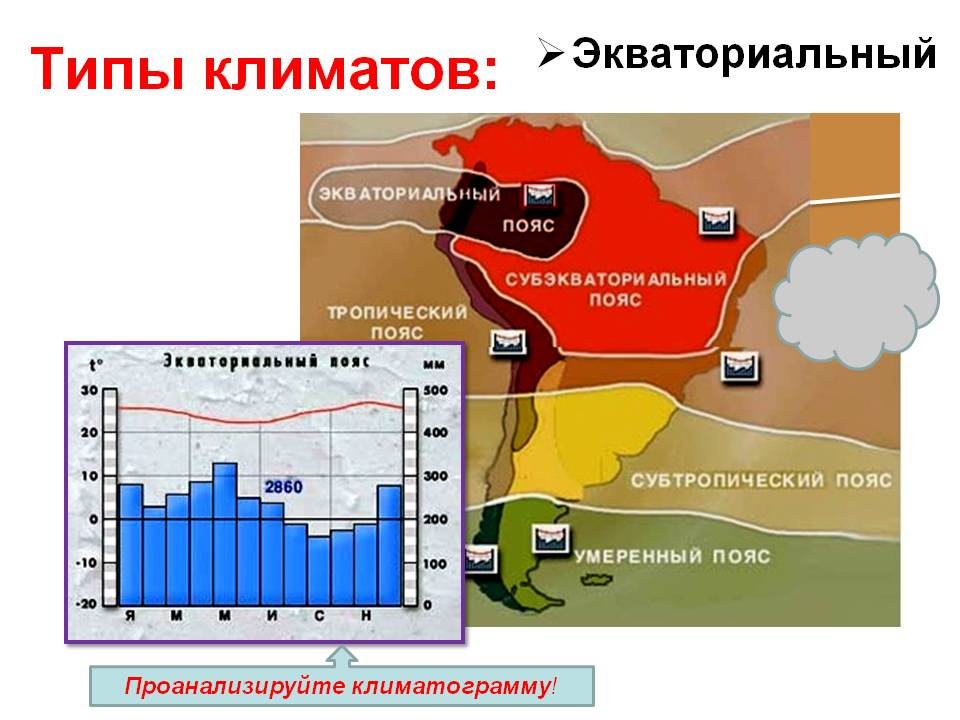 Типы климатов:
➢ Экваториальный
ЭКВАТОРИАЛЬНЫЙ
ПОЯС
СУБЭКВАТОРИАЛЬНЫЙ
ПОЯС
ТРОПИЧЕСКИЙ
ПОЯС
СУБТРОПИЧЕСКИЙ ПОЯС
УМЕРЕННЫЙ ПОЯС
t° Экваториальный пояс мм
30 500
20 400
10 300
2860
0 200
-10 100
-20 0
Я М М И С Н
Проанализируйте климатограмму!